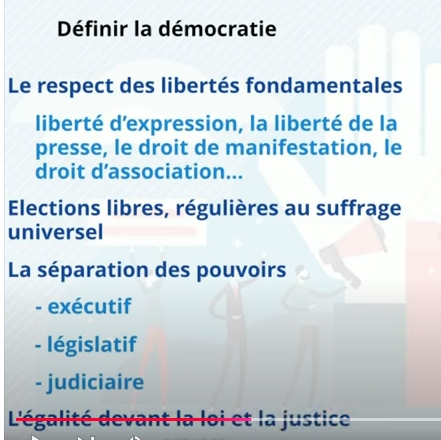 Définir la démocratie
Le respect des libertés fondamentales
liberté d'expression, la liberté de la
presse, le droit de manifestation, le
droit d'association...
Elections libres, régulières au suffrage
universel
La séparation des pouvoirs
- exécutif
- législatif
- judiciaire
L'égalité devant la loi et la justice